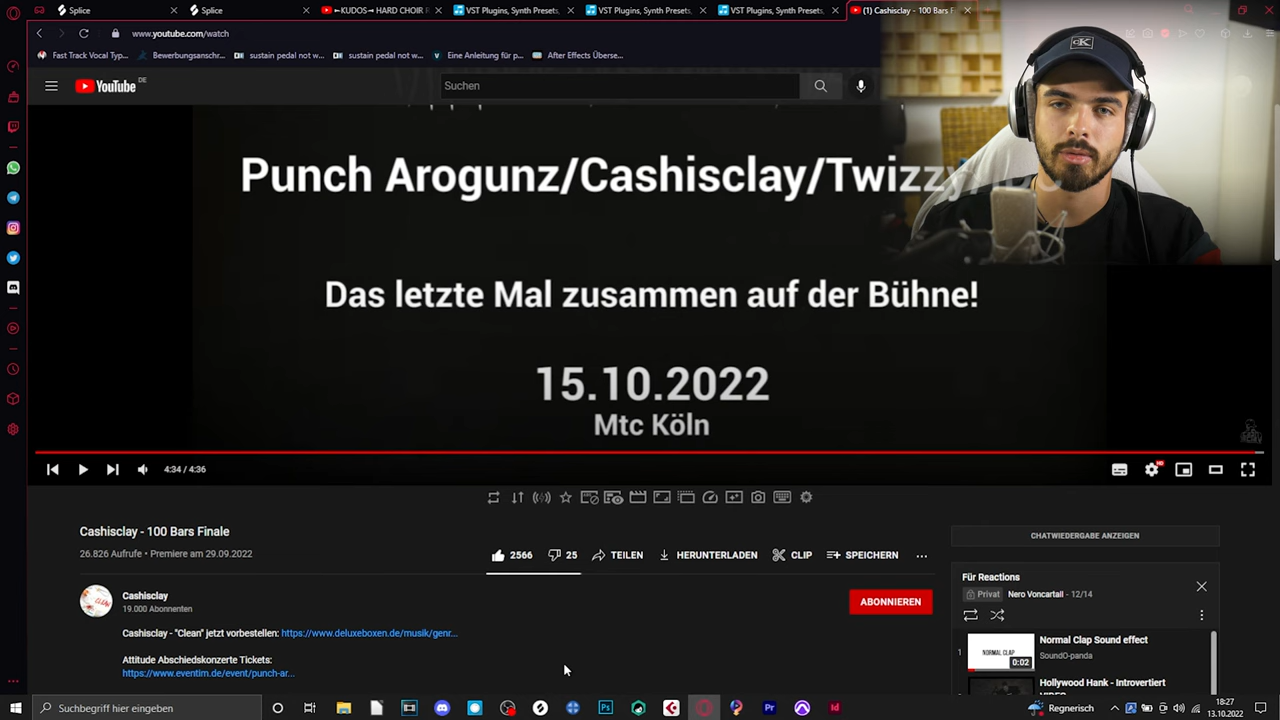 Splice
Splice
►KUDOS◄ HARD CHOIR R
VST Plugins, Synth Presets,
VST Plugins, Synth Presets,
VST Plugins, Synth Presets,
(1) Cashisclay - 100 Bars F
www.youtube.com/watch
Fast Track Vocal Typ...
Bewerbungsanschr...
sustain pedal not w...
sustain pedal not w...
Eine Anleitung für p...
After Effects Überse...
YouTube DE
Suchen
Punch Arogunz/Cashisclay/Twizzy/
Das letzte Mal zusammen auf der Bühne!
15.10.2022
Mtc Köln
4:34 / 4:36
HD
Cashisclay - 100 Bars Finale
26.826 Aufrufe • Premiere am 29.09.2022
2566
25
TEILEN
HERUNTERLADEN
CLIP
SPEICHERN
...
CHATWIEDERGABE ANZEIGEN
Cashisclay
19.000 Abonnenten
ABONNIEREN
Cashisclay - "Clean" jetzt vorbestellen: https://www.deluxeboxen.de/musik/genr...
Attitude Abschiedskonzerte Tickets:
https://www.eventim.de/event/punch-ar...
Für Reactions
Privat Nero Voncartall - 12/14
1
NORMAL CLAP
0:02
Normal Clap Sound effect
SoundO-panda
Hollywood Hank - Introvertiert
Suchbegriff hier eingeben
Ps
Pr
Id
Regnerisch
18:27
13.10.2022